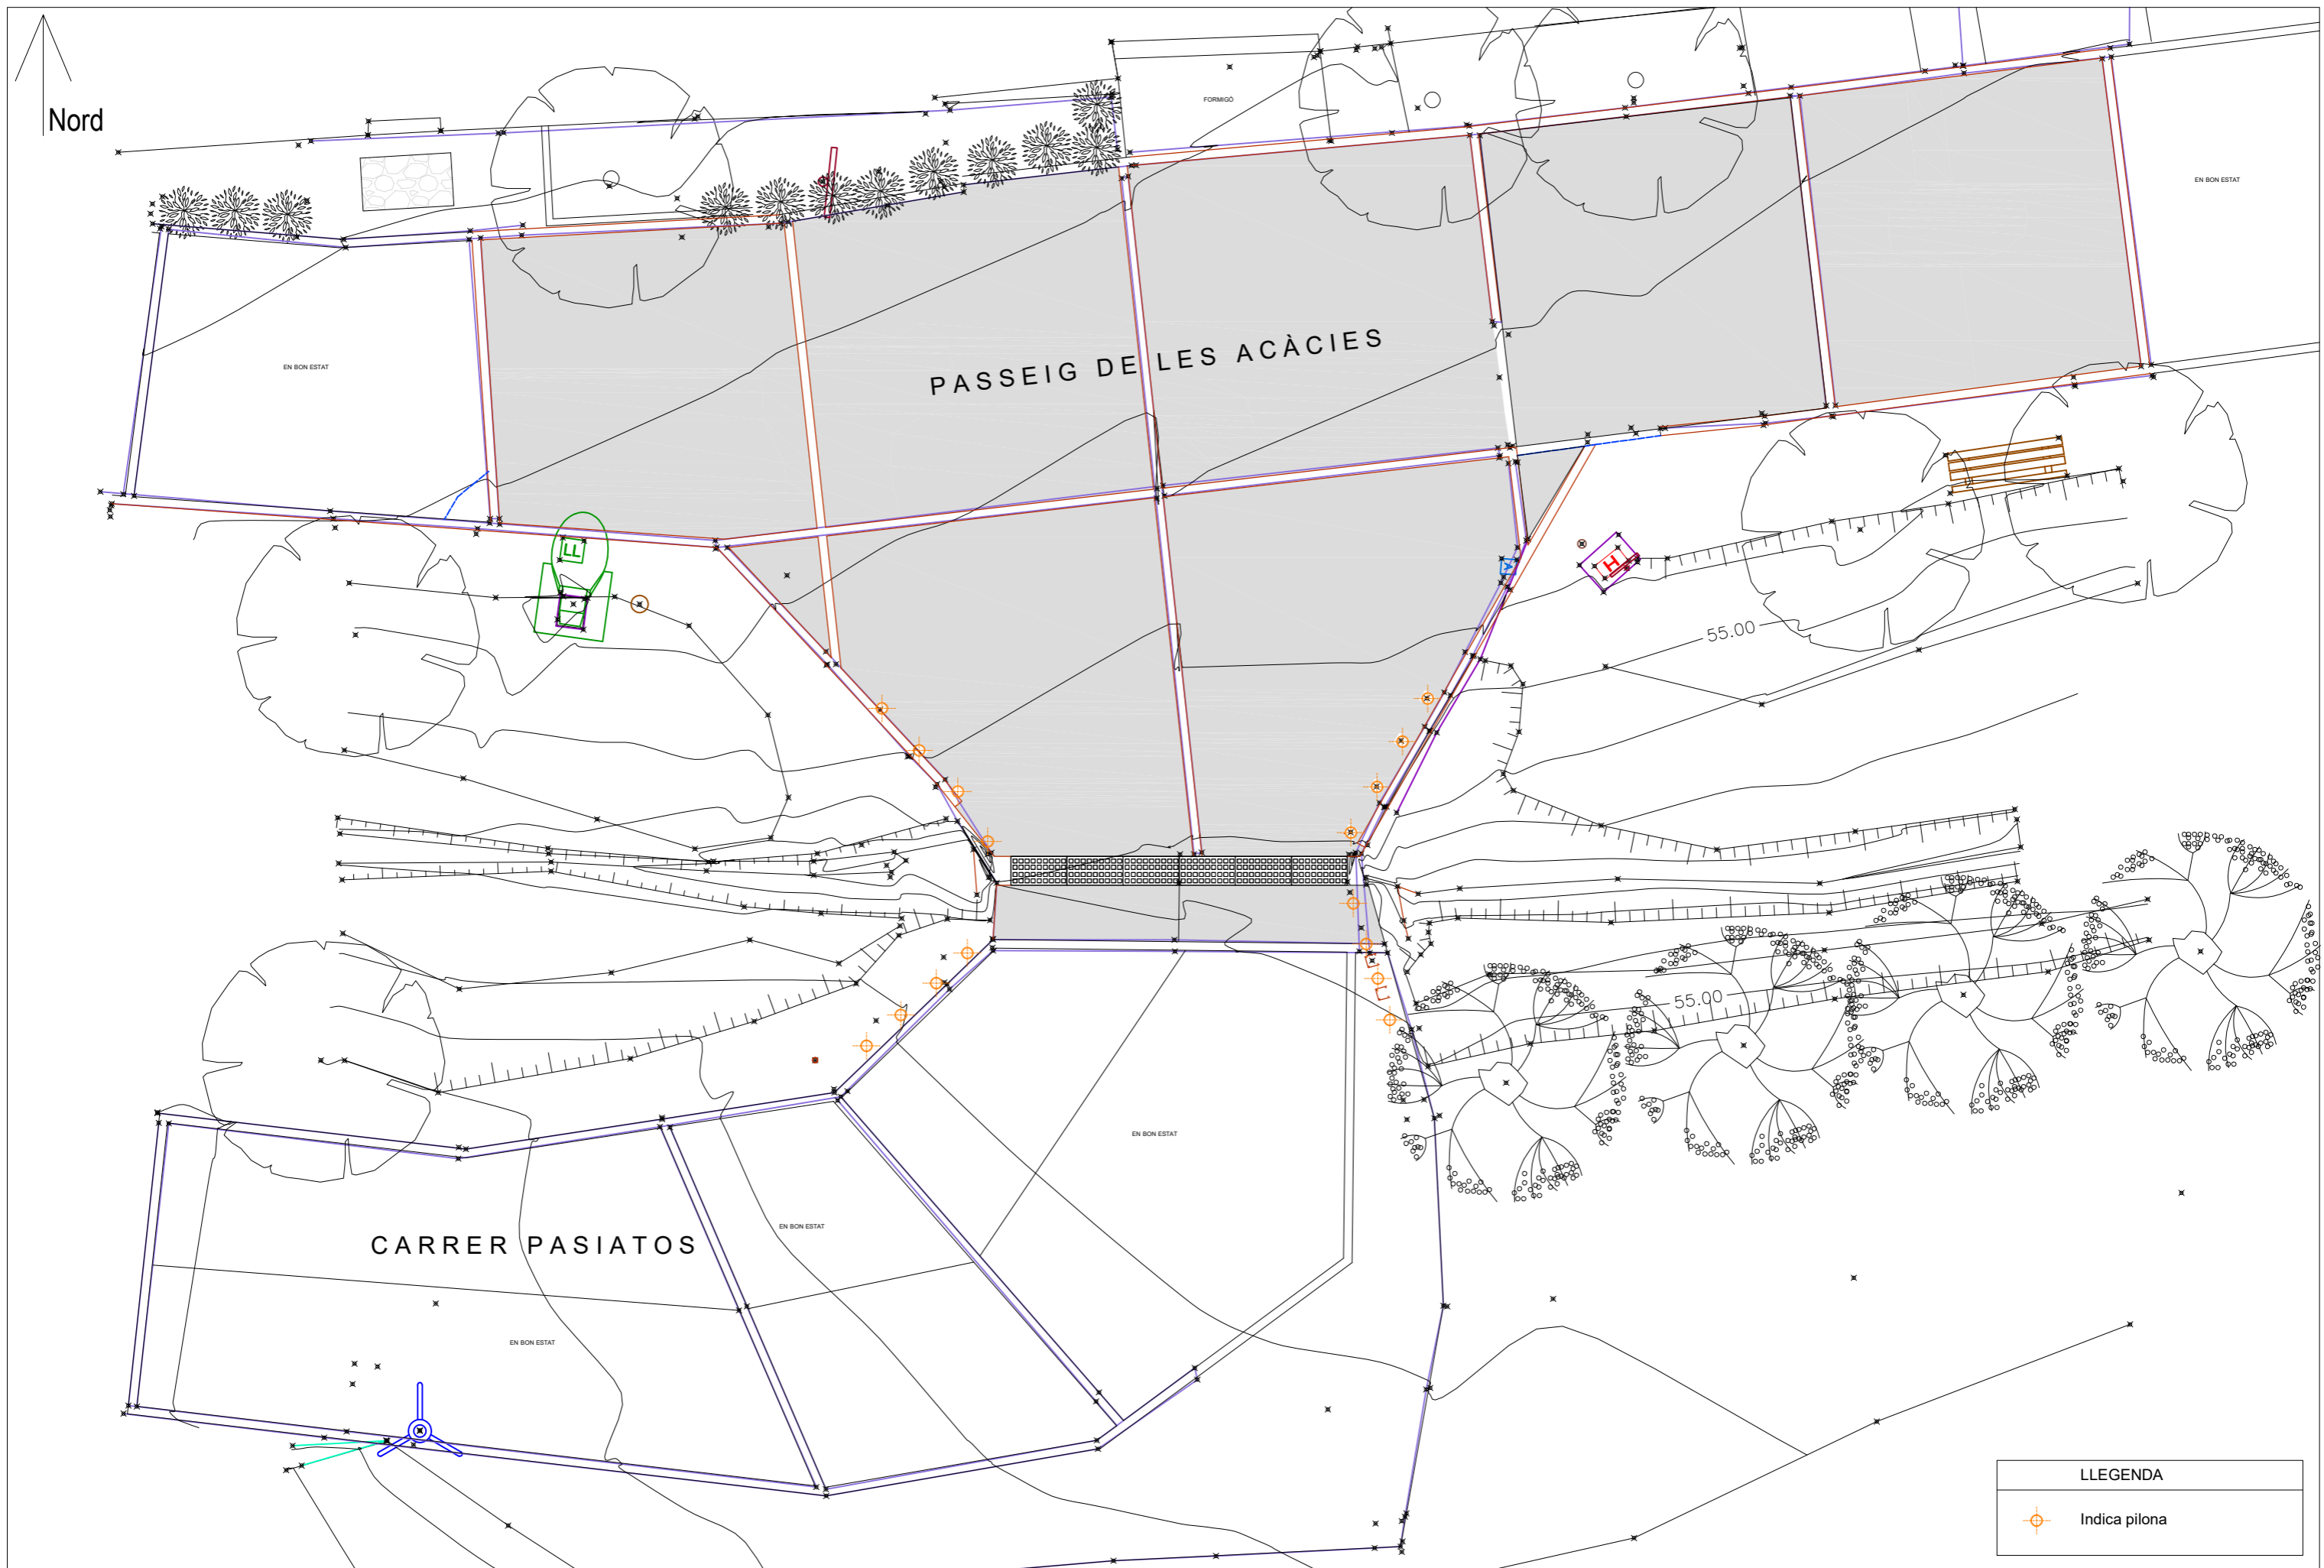 Nord
FORMIGÓ
EN BON ESTAT
EN BON ESTAT
PASSEIG DE LES ACÀCIES
LL
A
H
55.00
55.00
EN BON ESTAT
EN BON ESTAT
CARRER PASIATOS
EN BON ESTAT
LLEGENDA
Indica pilona